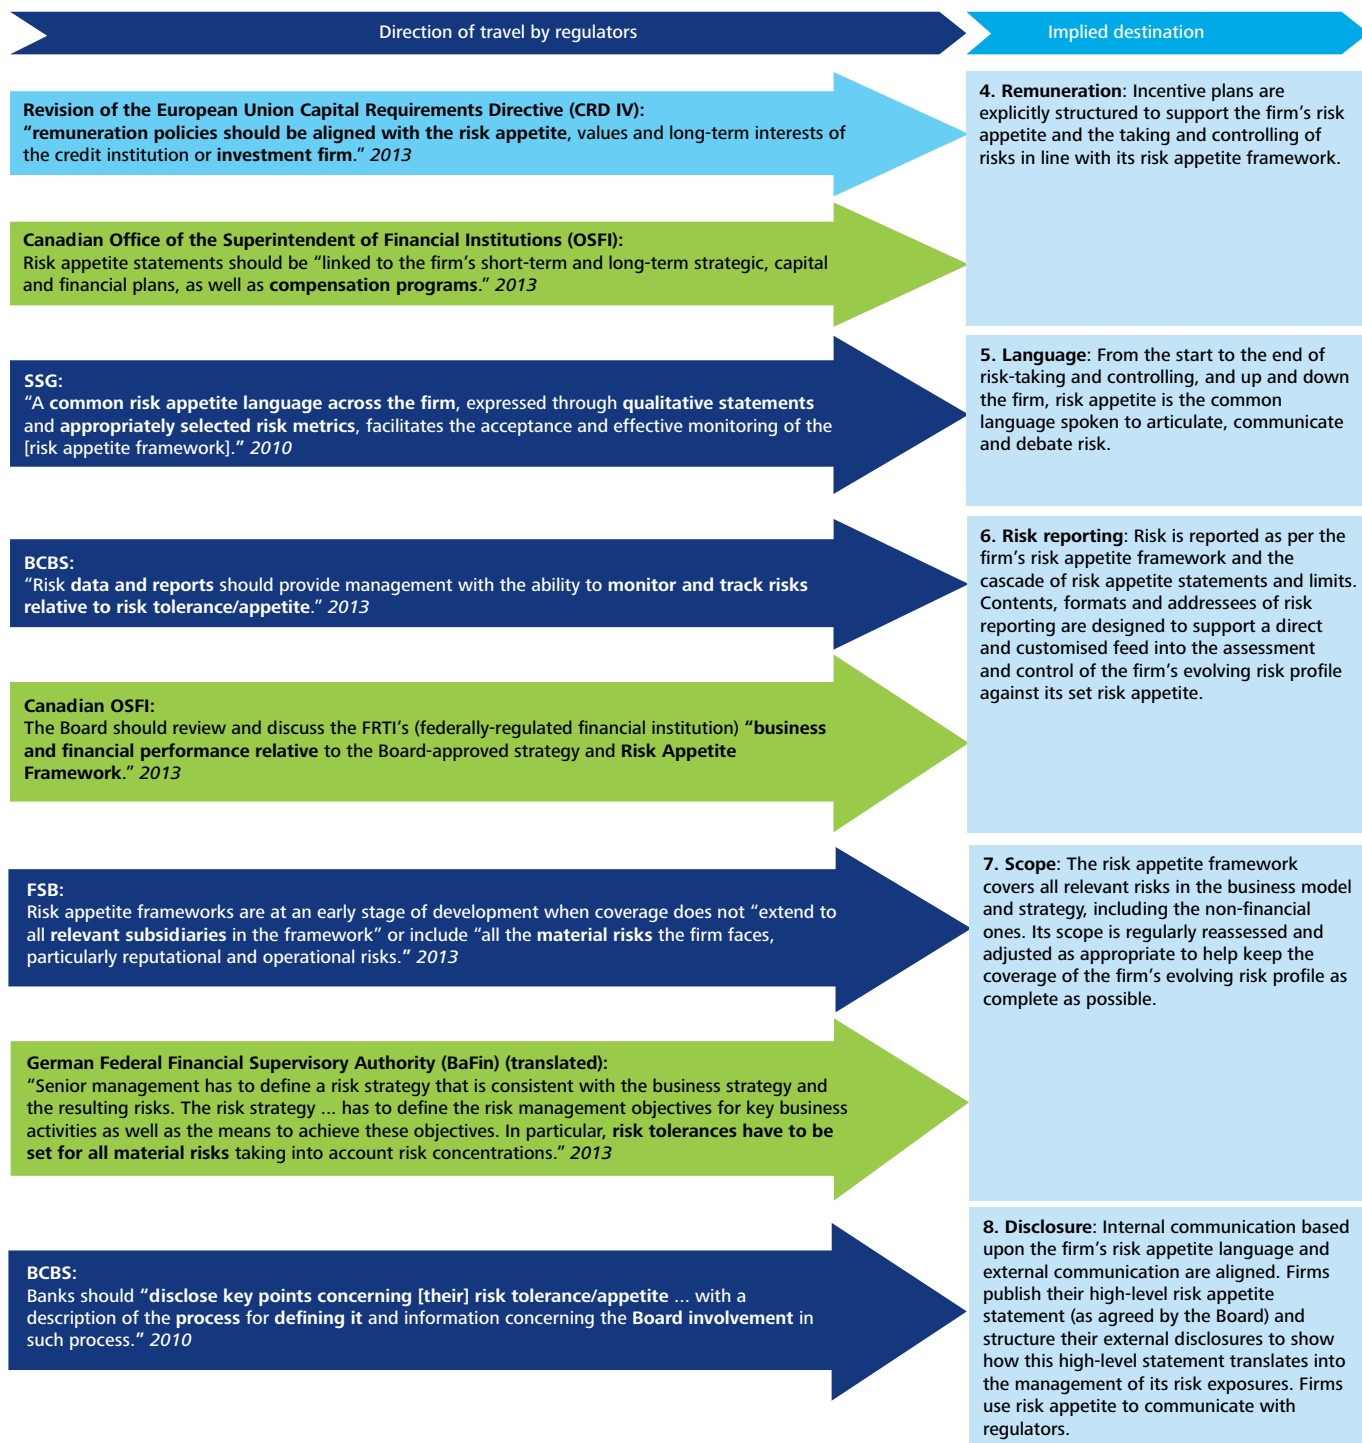 Direction of travel by regulators
Implied destination
Revision of the European Union Capital Requirements Directive (CRD IV):
“remuneration policies should be aligned with the risk appetite, values and long-term interests of
the credit institution or investment firm.” 2013
Canadian Office of the Superintendent of Financial Institutions (OSFI):
Risk appetite statements should be “linked to the firm’s short-term and long-term strategic, capital
and financial plans, as well as compensation programs.” 2013
4. Remuneration: Incentive plans are
explicitly structured to support the firm’s risk
appetite and the taking and controlling of
risks in line with its risk appetite framework.
SSG:
“A common risk appetite language across the firm, expressed through qualitative statements
and appropriately selected risk metrics, facilitates the acceptance and effective monitoring of the
[risk appetite framework].” 2010
5. Language: From the start to the end of
risk-taking and controlling, and up and down
the firm, risk appetite is the common
language spoken to articulate, communicate
and debate risk.
BCBS:
“Risk data and reports should provide management with the ability to monitor and track risks
relative to risk tolerance/appetite.” 2013
Canadian OSFI:
The Board should review and discuss the FRTI’s (federally-regulated financial institution) “business
and financial performance relative to the Board-approved strategy and Risk Appetite
Framework.” 2013
6. Risk reporting: Risk is reported as per the
firm’s risk appetite framework and the
cascade of risk appetite statements and limits.
Contents, formats and addressees of risk
reporting are designed to support a direct
and customised feed into the assessment
and control of the firm’s evolving risk profile
against its set risk appetite.
FSB:
Risk appetite frameworks are at an early stage of development when coverage does not “extend to
all relevant subsidiaries in the framework” or include “all the material risks the firm faces,
particularly reputational and operational risks.” 2013
German Federal Financial Supervisory Authority (BaFin) (translated):
“Senior management has to define a risk strategy that is consistent with the business strategy and
the resulting risks. The risk strategy ... has to define the risk management objectives for key business
activities as well as the means to achieve these objectives. In particular, risk tolerances have to be
set for all material risks taking into account risk concentrations.” 2013
7. Scope: The risk appetite framework
covers all relevant risks in the business model
and strategy, including the non-financial
ones. Its scope is regularly reassessed and
adjusted as appropriate to help keep the
coverage of the firm’s evolving risk profile as
complete as possible.
BCBS:
Banks should “disclose key points concerning [their] risk tolerance/appetite ... with a
description of the process for defining it and information concerning the Board involvement in
such process.” 2010
8. Disclosure: Internal communication based
upon the firm’s risk appetite language and
external communication are aligned. Firms
publish their high-level risk appetite
statement (as agreed by the Board) and
structure their external disclosures to show
how this high-level statement translates into
the management of its risk exposures. Firms
use risk appetite to communicate with
regulators.